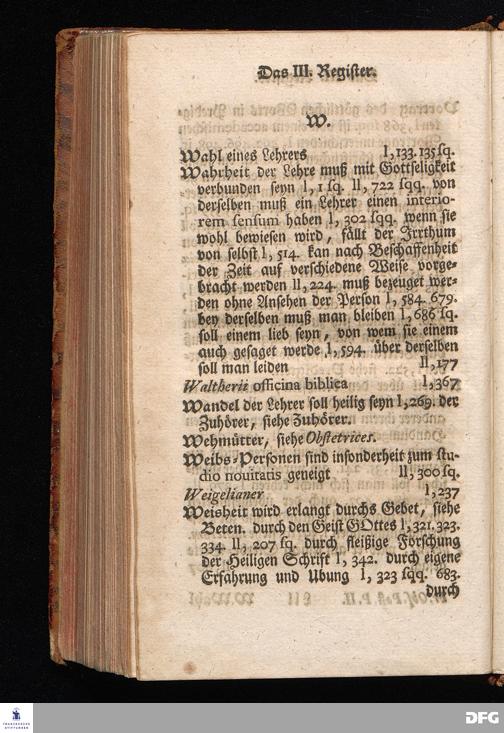 Das III. Register.
W.
Wahl eines Lehrers I, 133. 135 sq.
Wahrheit der Lehre muß mit Gottseligkeit
verbunden seyn I, 1 sq. II, 722 sqq. von
derselben muß ein Lehrer einen interio-
rem sensum haben I, 302 sqq. wenn sie
wohl bewiesen wird, fällt der Irrthum
von selbst I, 514. kan nach Beschaffenheit
der Zeit auf verschiedene Weise vorge-
bracht werden II, 224. muß bezeuget wer-
den ohne Ansehen der Person I, 584. 679.
bey derselben muß man bleiben I, 686 sq.
soll einem lieb seyn, von wem sie einem
auch gesaget werde I, 594. über derselben
soll man leiden II, 177
Waltheri officina biblica I, 367
Wandel der Lehrer soll heilig seyn I, 269. der
Zuhörer, siehe Zuhörer.
Wehmütter, siehe Obstetrices.
Weibs-Personen sind insonderheit zum stu-
dio nouitatis geneigt II, 300 sq.
Weigelianer I, 237
Weisheit wird erlangt durchs Gebet, siehe
Beten. durch den Geist GOttes I, 321. 323.
334. II, 207 sq. durch fleißige Forschung
der Heiligen Schrift I, 342. durch eigene
Erfahrung und Ubung I, 323 sqq. 683.
durch
FRANCKESCHE
STIFTUNGEN
DFG